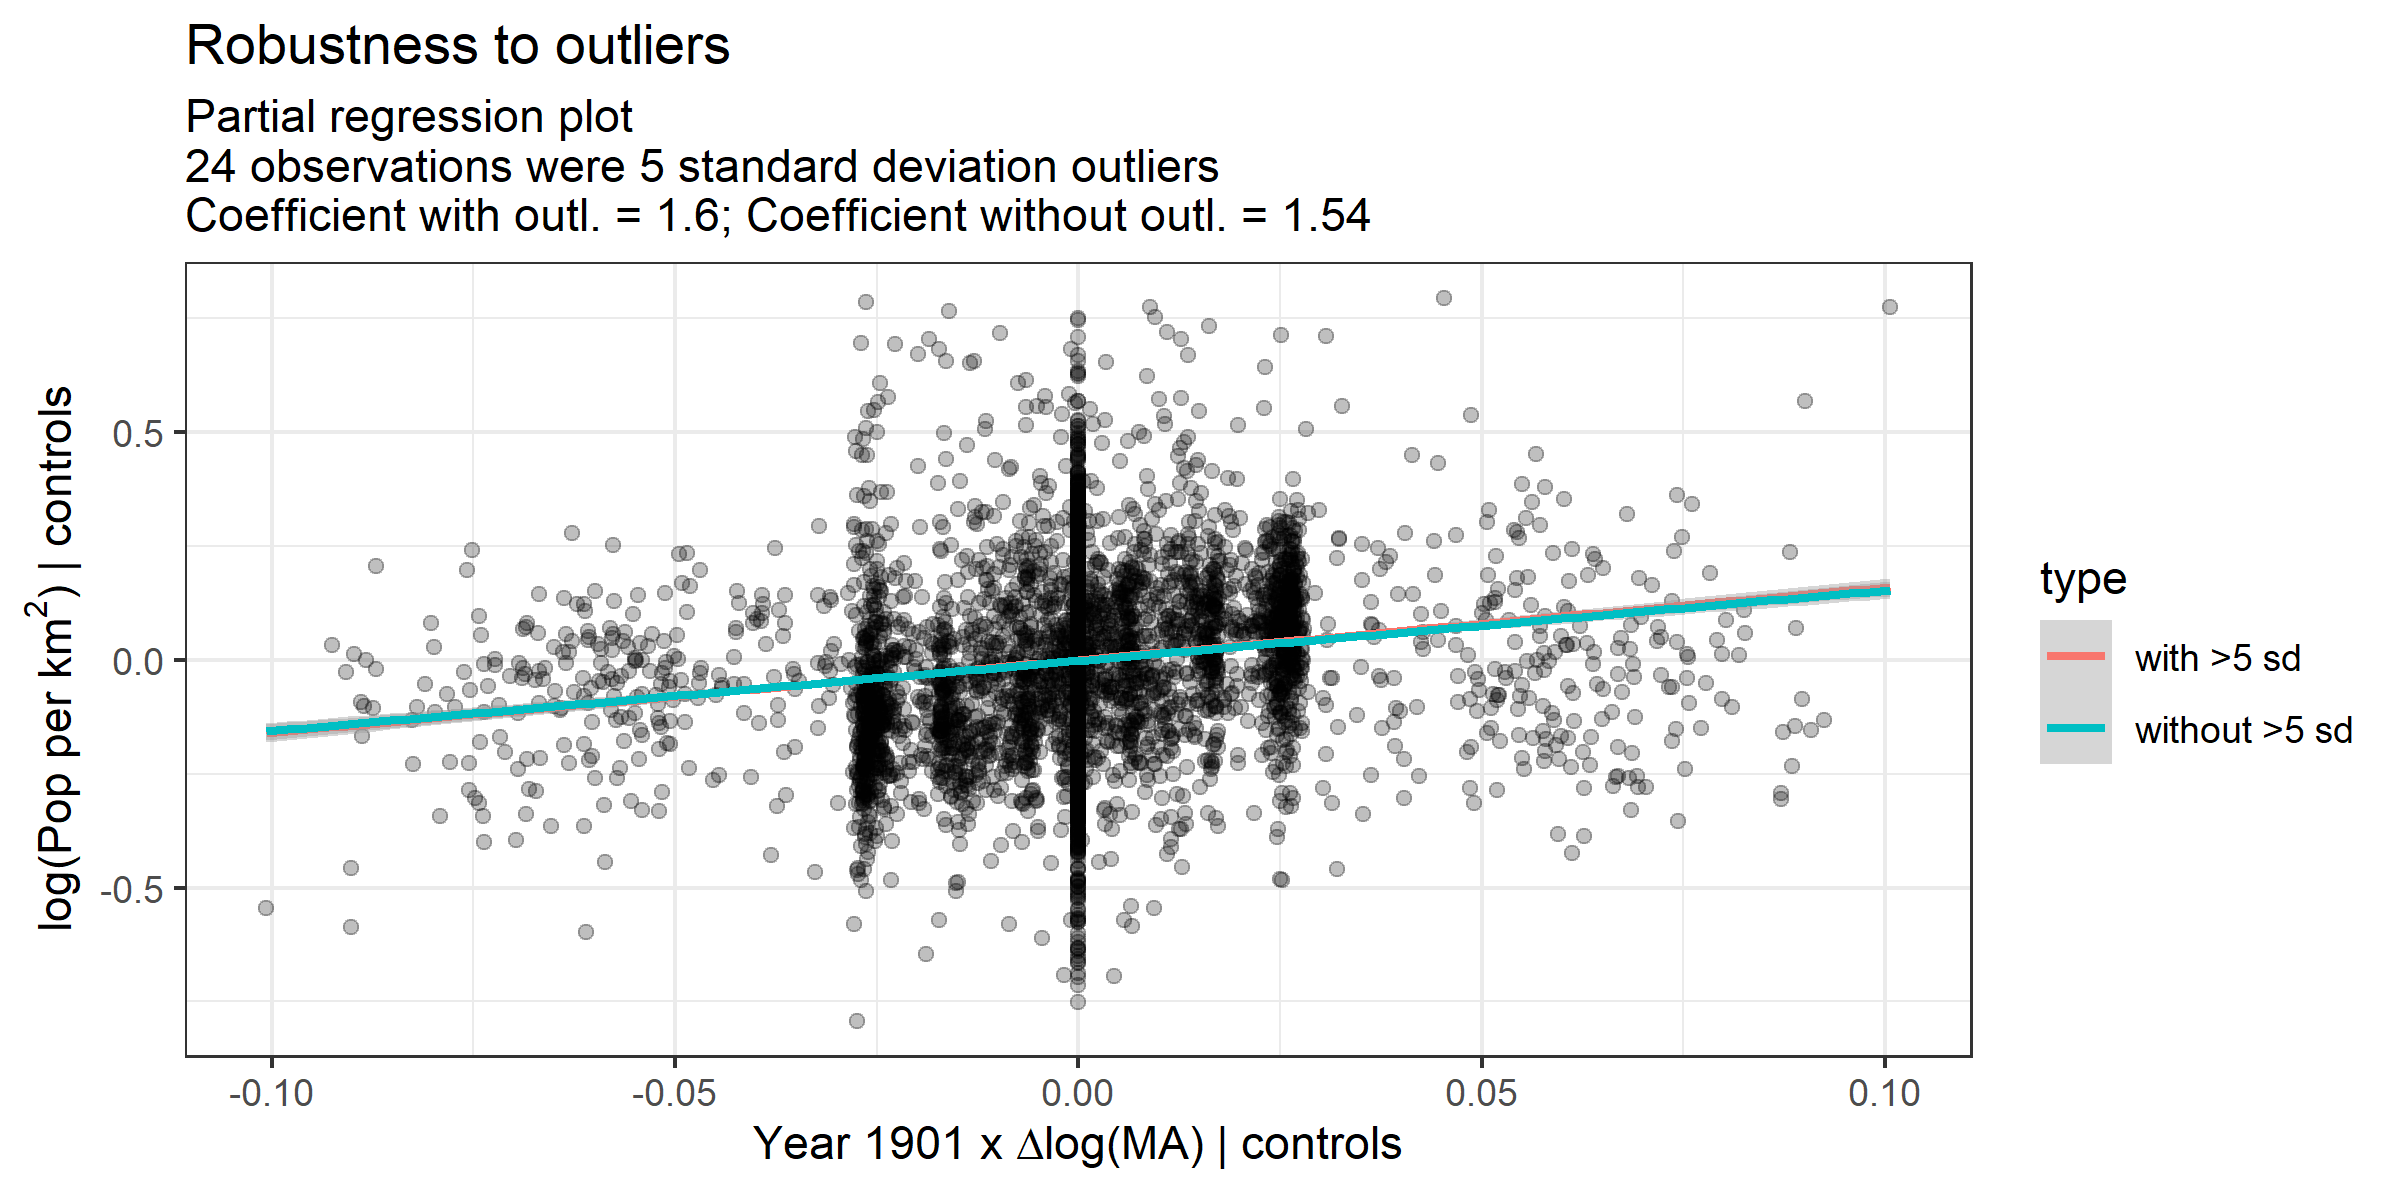 Robustness to outliers
Partial regression plot
24 observations were 5 standard deviation outliers
Coefficient with outl. = 1.6; Coefficient without outl. = 1.54
log(Pop per km²) | controls
0.5
0.0
-0.5
-0.10
-0.05
0.00
0.05
0.10
Year 1901 x Δlog(MA) | controls
type
with >5 sd
without >5 sd